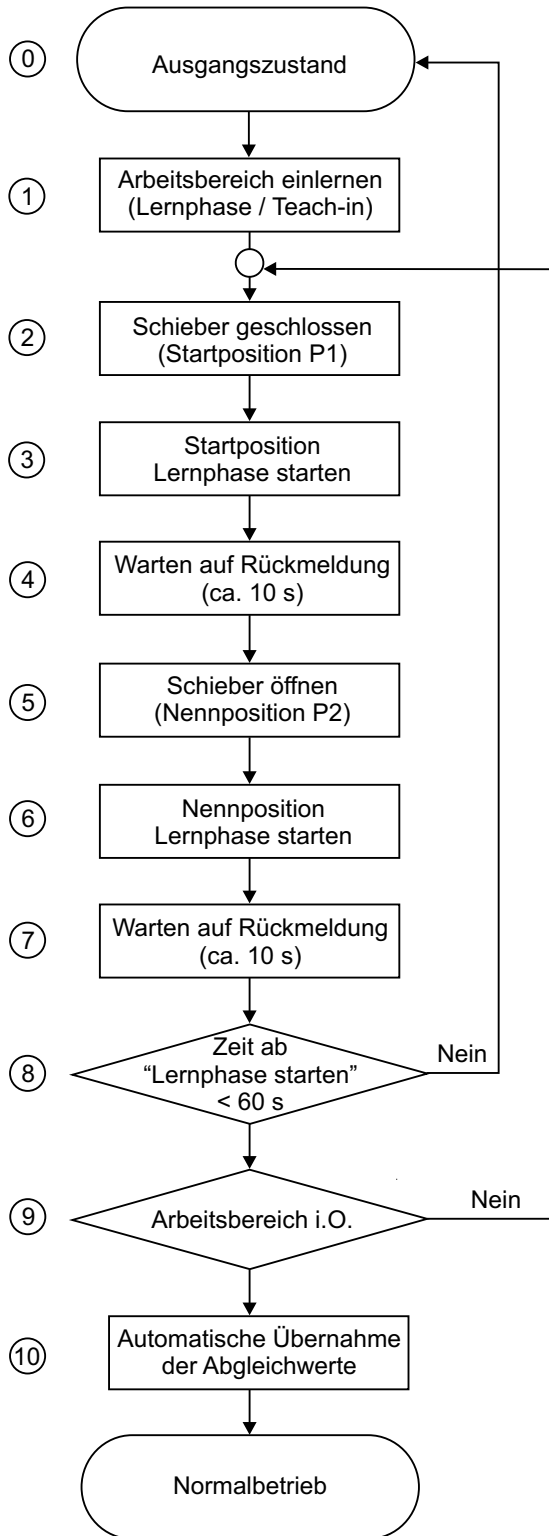 0
Ausgangszustand
1
Arbeitsbereich einlernen
(Lernphase / Teach-in)
2
Schieber geschlossen
(Startposition P1)
3
Startposition
Lernphase starten
4
Warten auf Rückmeldung
(ca. 10 s)
5
Schieber öffnen
(Nennposition P2)
6
Nennposition
Lernphase starten
7
Warten auf Rückmeldung
(ca. 10 s)
8
Zeit ab
“Lernphase starten”
< 60 s
Nein
9
Arbeitsbereich i.O.
Nein
10
Automatische Übernahme
der Abgleichwerte
Normalbetrieb